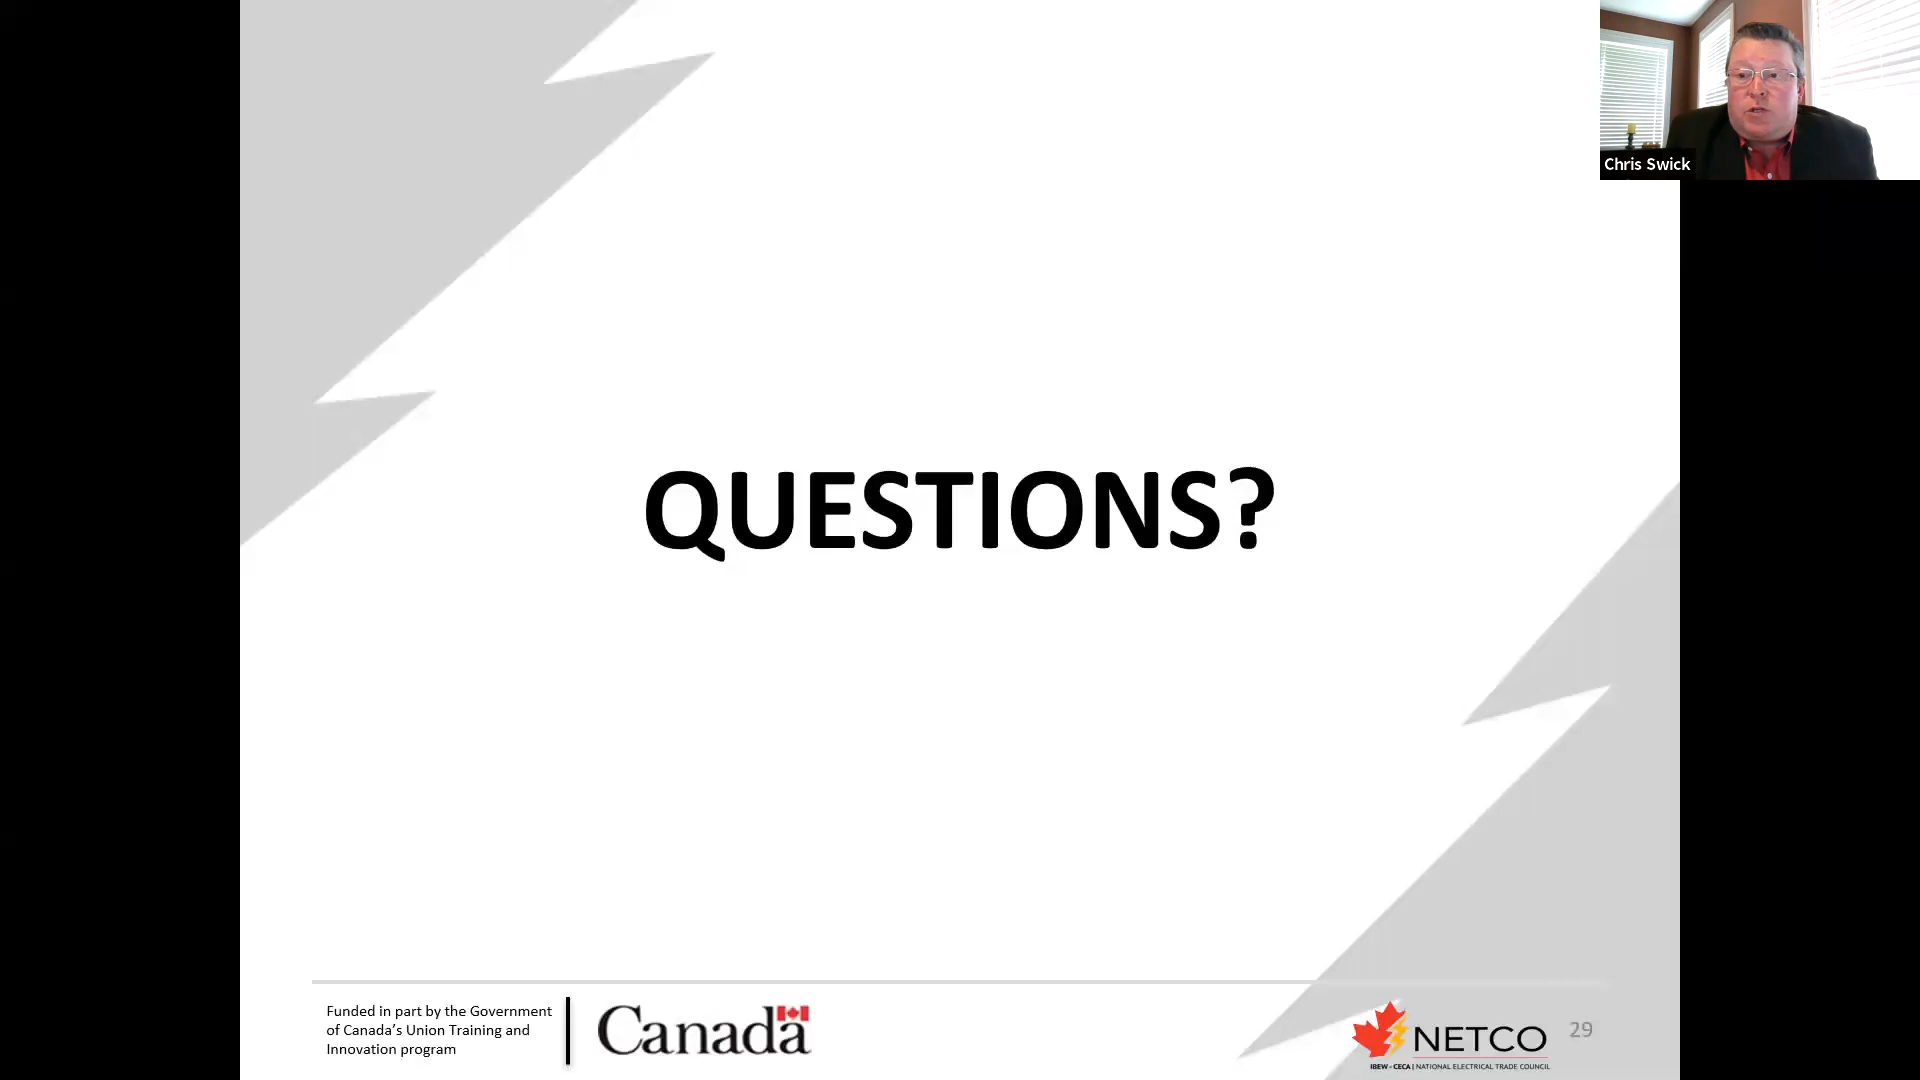 Chris Swick
QUESTIONS?
Funded in part by the Government
of Canada’s Union Training and
Innovation program
Canada
NETCO
IBEW - CECA | NATIONAL ELECTRICAL TRADE COUNCIL
29